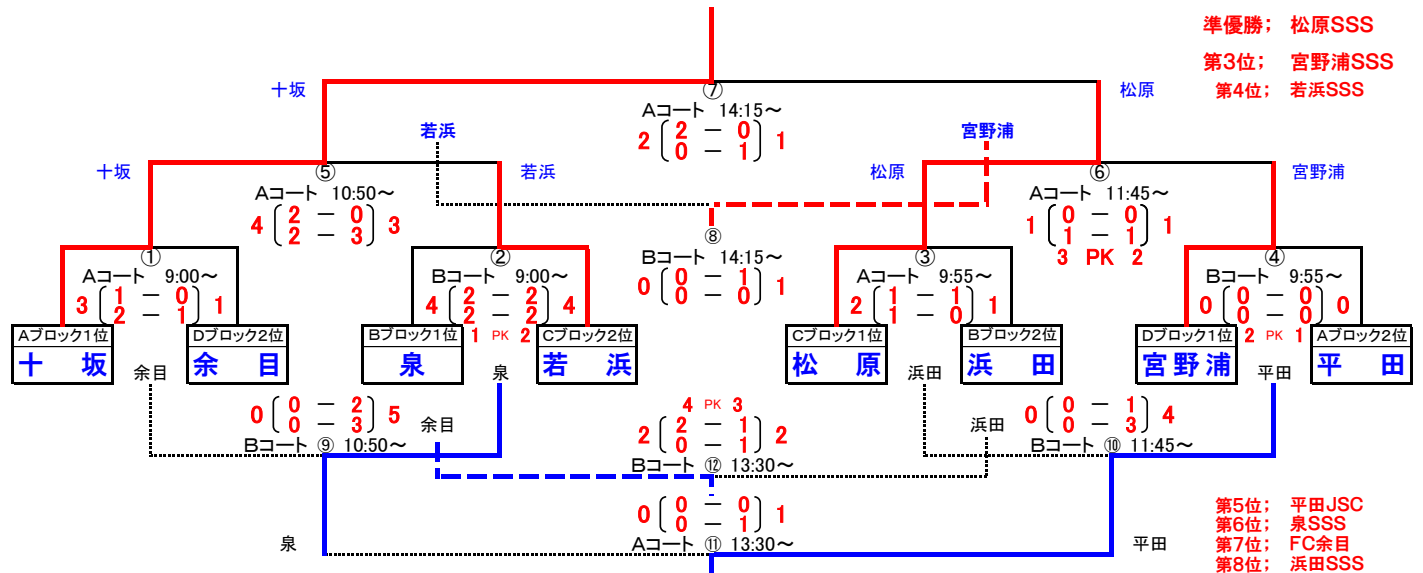 準優勝; 松原SSS
第3位; 宮野浦SSS
第4位; 若浜SSS
十坂 ⑦ 松原
Aコート 14:15～
2 2 － 0 1
0 － 1
若浜 宮野浦
十坂 ⑤ 若浜 松原 ⑥ 宮野浦
Aコート 10:50～
4 2 － 0 3
2 － 3
Aコート 11:45～
1 0 － 0 1
1 － 1
3 PK 2
⑧
Bコート 14:15～
0 0 － 1 1
0 － 0
①
Aコート 9:00～
3 1 － 0 1
2 － 1
②
Bコート 9:00～
4 2 － 2 4
2 － 2
1 PK 2
③
Aコート 9:55～
2 1 － 1 1
1 － 0
④
Bコート 9:55～
0 0 － 0 0
0 － 0
2 PK 1
Aブロック1位 Dブロック2位 Bブロック1位 Cブロック2位 Cブロック1位 Bブロック2位 Dブロック1位 Aブロック2位
十坂 余目 泉 若浜 松原 浜田 宮野浦 平田
余目 泉 浜田 平田
0 0 － 2 5
0 － 3
Bコート ⑨ 10:50～
余目 浜田
4 PK 3
2 2 － 1 2
0 － 1
Bコート ⑫ 13:30～
0 0 － 1 4
0 － 3
Bコート ⑩ 11:45～
0 0 － 0 1
0 － 1
Aコート ⑪ 13:30～
泉 平田
第5位; 平田JSC
第6位; 泉SSS
第7位; FC余目
第8位; 浜田SSS